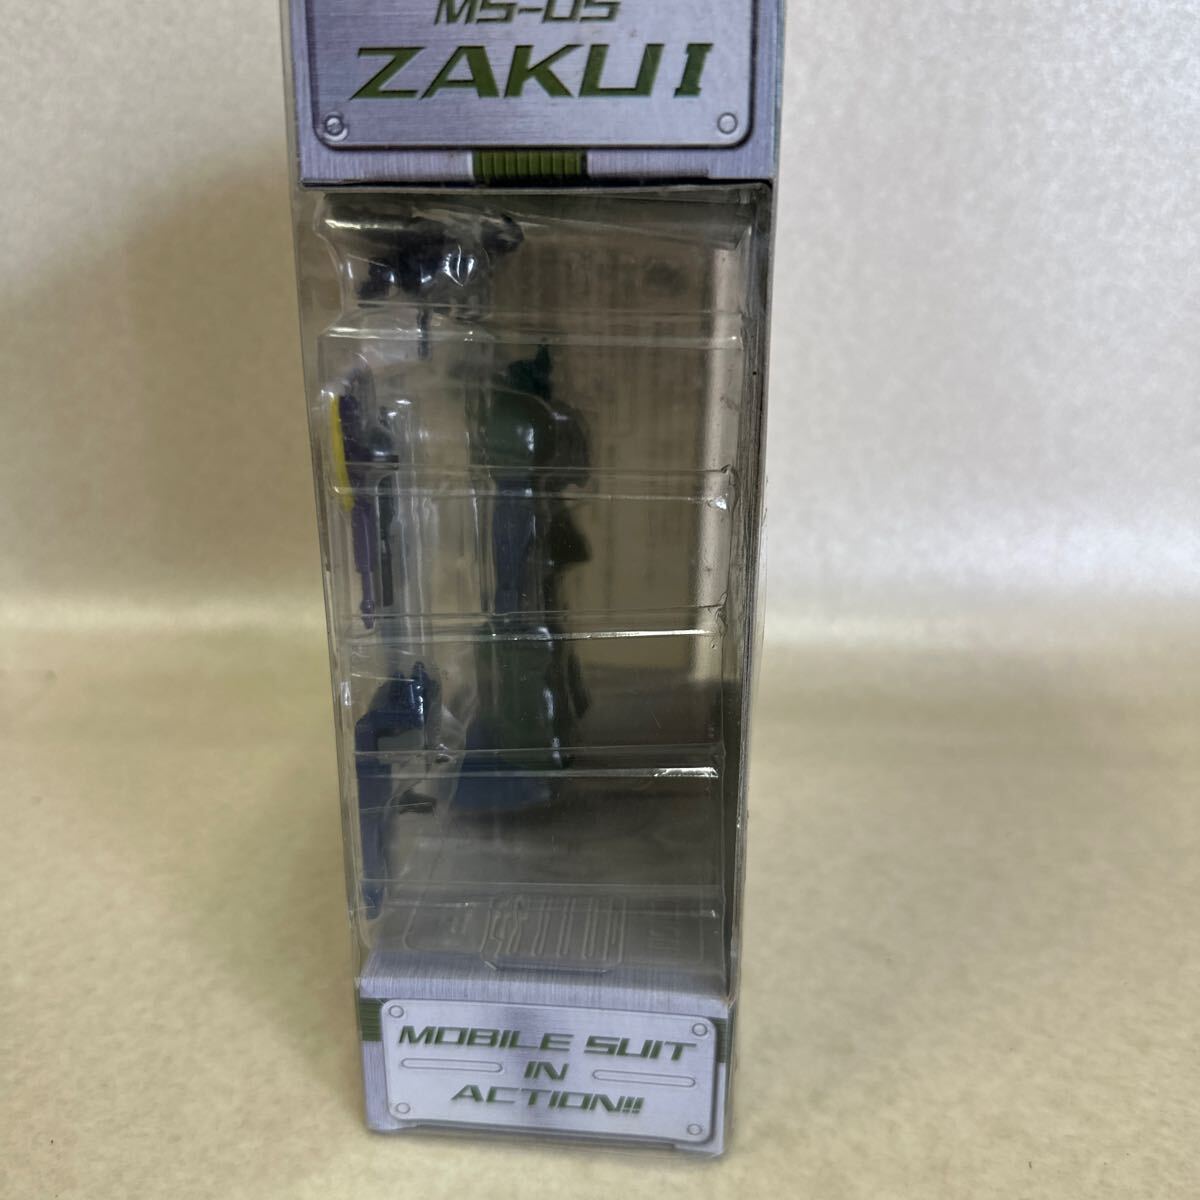 MS-05
ZAKU I
MOBILE SUIT
IN
ACTION!!